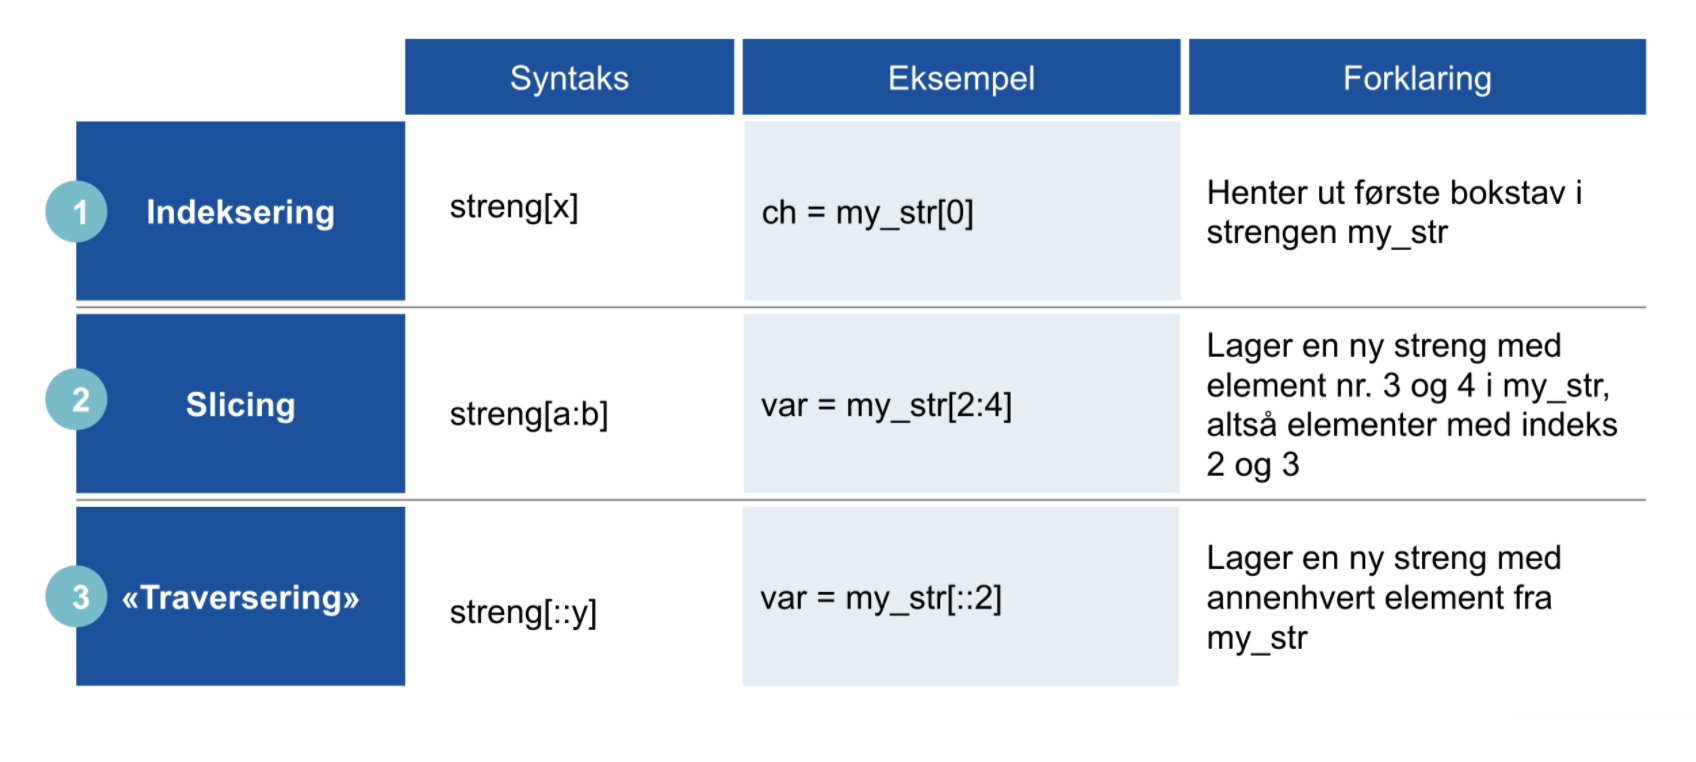 Syntaks
Eksempel
Forklaring
1
Indeksering
streng[x]
ch = my_str[0]
Henter ut første bokstav i
strengen my_str
2
Slicing
streng[a:b]
var = my_str[2:4]
Lager en ny streng med
element nr. 3 og 4 i my_str,
altså elementer med indeks
2 og 3
3
«Traversering»
streng[::y]
var = my_str[::2]
Lager en ny streng med
annenhvert element fra
my_str